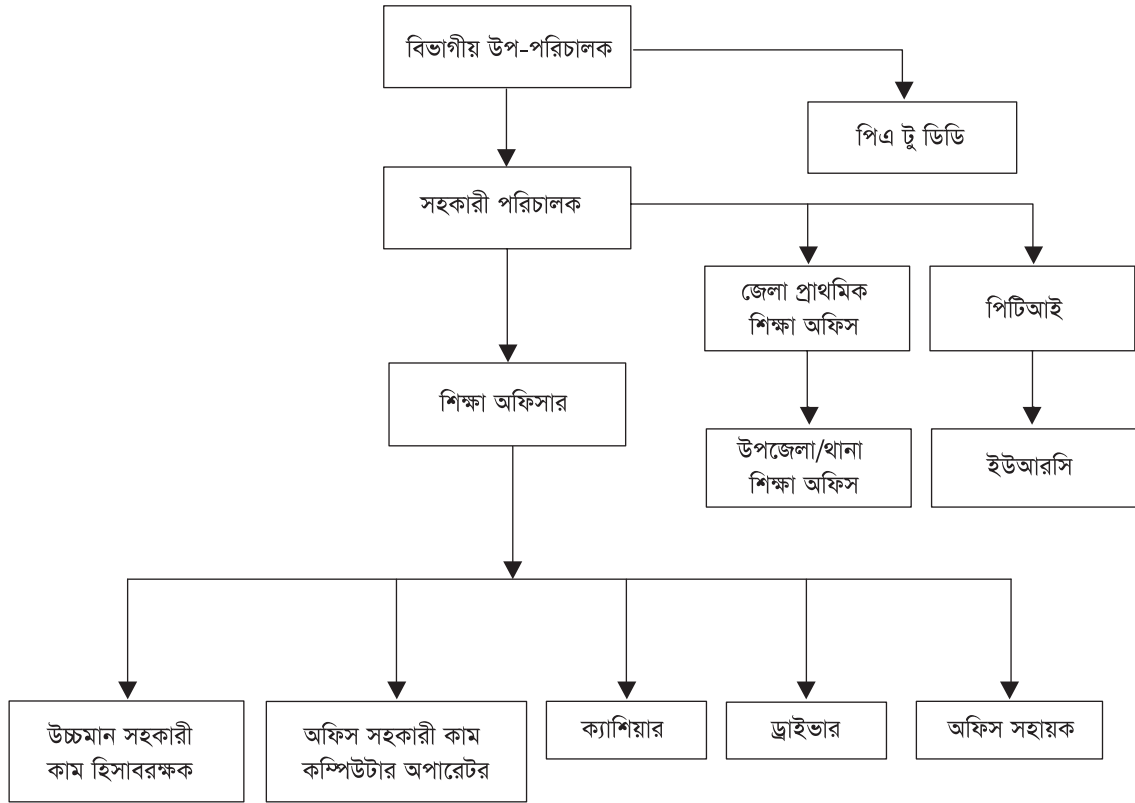 বিভাগীয় উপ-পরিচালক
পিএ টু ডিডি
সহকারী পরিচালক
জেলা প্রাথমিক
শিক্ষা অফিস
পিটিআই
শিক্ষা অফিসার
উপজেলা/থানা
শিক্ষা অফিস
ইউআরসি
উচ্চমান সহকারী
কাম হিসাবরক্ষক
অফিস সহকারী কাম
কম্পিউটার অপারেটর
ক্যাশিয়ার
ড্রাইভার
অফিস সহায়ক